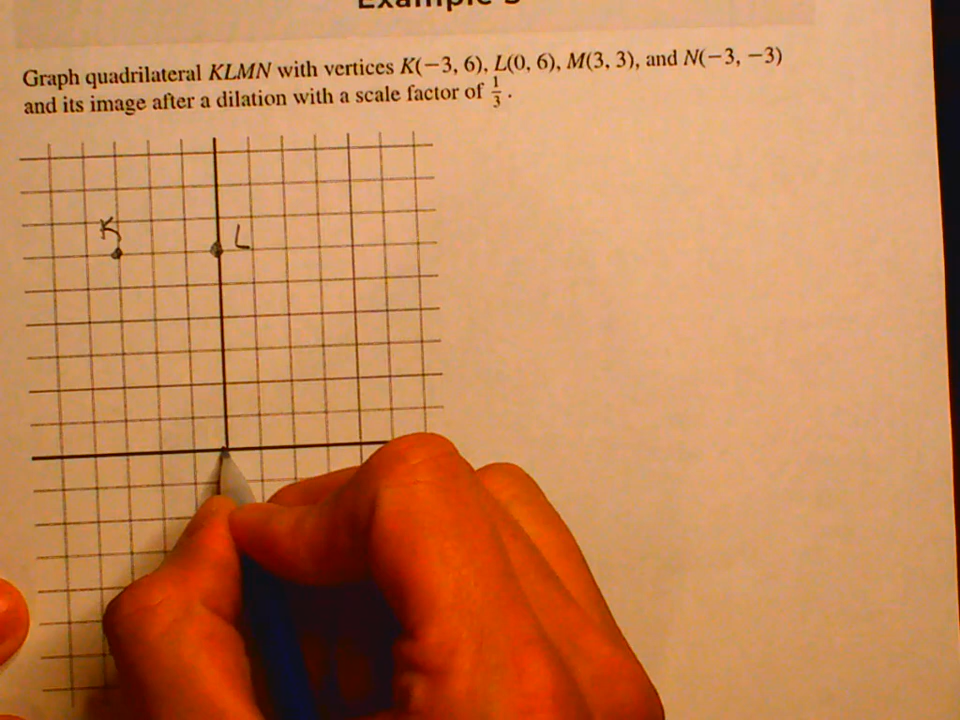 Graph quadrilateral KLMN with vertices K(−3, 6), L(0, 6), M(3, 3), and N(−3, −3)
and its image after a dilation with a scale factor of 1/3.
K
L